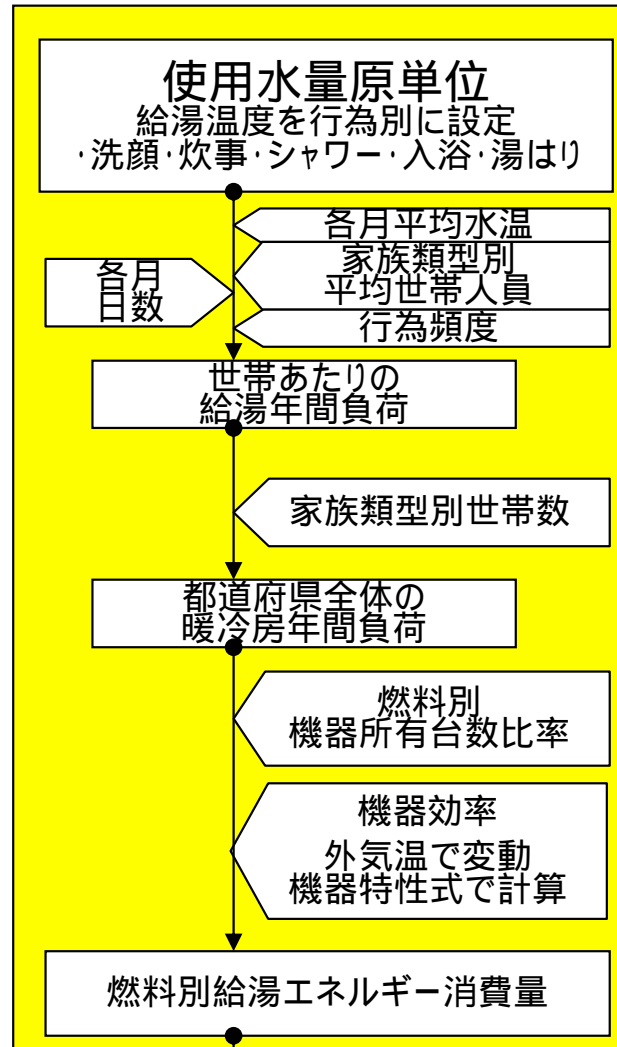 使用水量原単位
給湯温度を行為別に設定
・洗顔・炊事・シャワー・入浴・湯はり
各月平均水温
家族類型別
平均世帯人員
各月
日数
行為頻度
世帯あたりの
給湯年間負荷
家族類型別世帯数
都道府県全体の
暖冷房年間負荷
燃料別
機器所有台数比率
機器効率
外気温で変動
機器特性式で計算
燃料別給湯エネルギー消費量